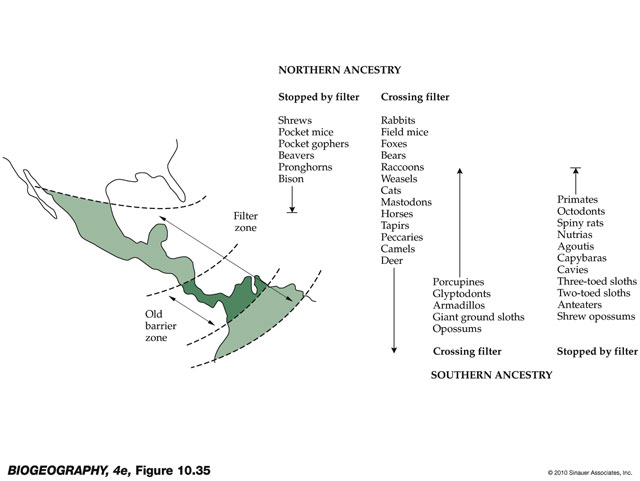 NORTHERN ANCESTRY
Stopped by filter
Shrews
Pocket mice
Pocket gophers
Beavers
Pronghorns
Bison
Crossing filter
Rabbits
Field mice
Foxes
Bears
Raccoons
Weasels
Cats
Mastodons
Horses
Tapirs
Peccaries
Camels
Deer
Filter
zone
Old
barrier
zone
Porcupines
Glyptodonts
Armadillos
Giant ground sloths
Opossums
Crossing filter
Primates
Octodonts
Spiny rats
Nutrias
Agoutis
Capybaras
Cavies
Three-toed sloths
Two-toed sloths
Anteaters
Shrew opossums
Stopped by filter
SOUTHERN ANCESTRY
BIOGEOGRAPHY, 4e, Figure 10.35
© 2010 Sinauer Associates, Inc.